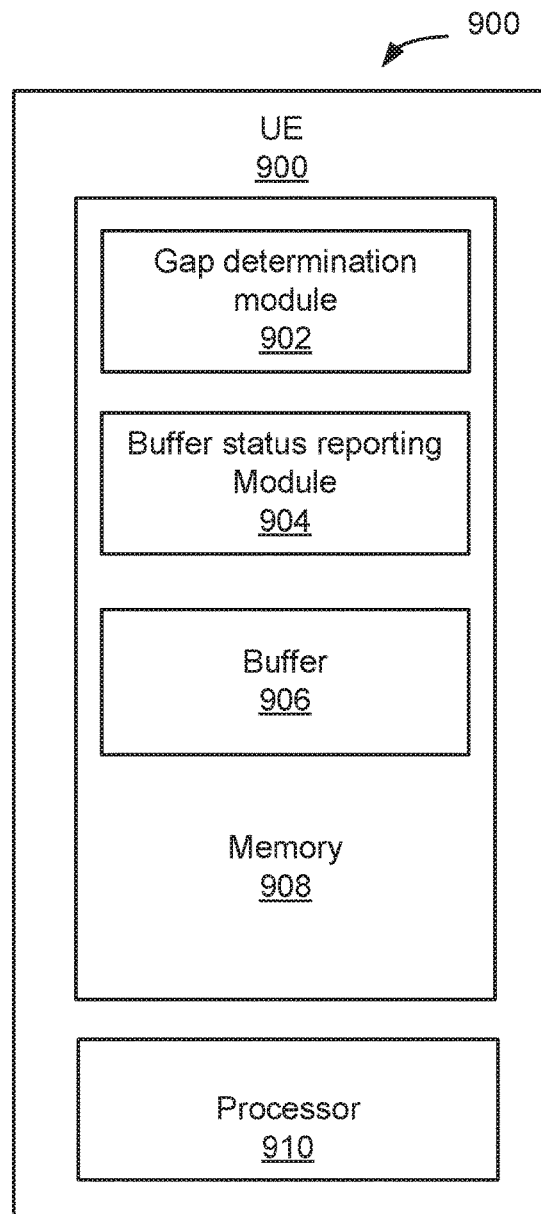 900
UE
900
Gap determination
module
902
Buffer status reporting
Module
904
Buffer
906
Memory
908
Processor
910